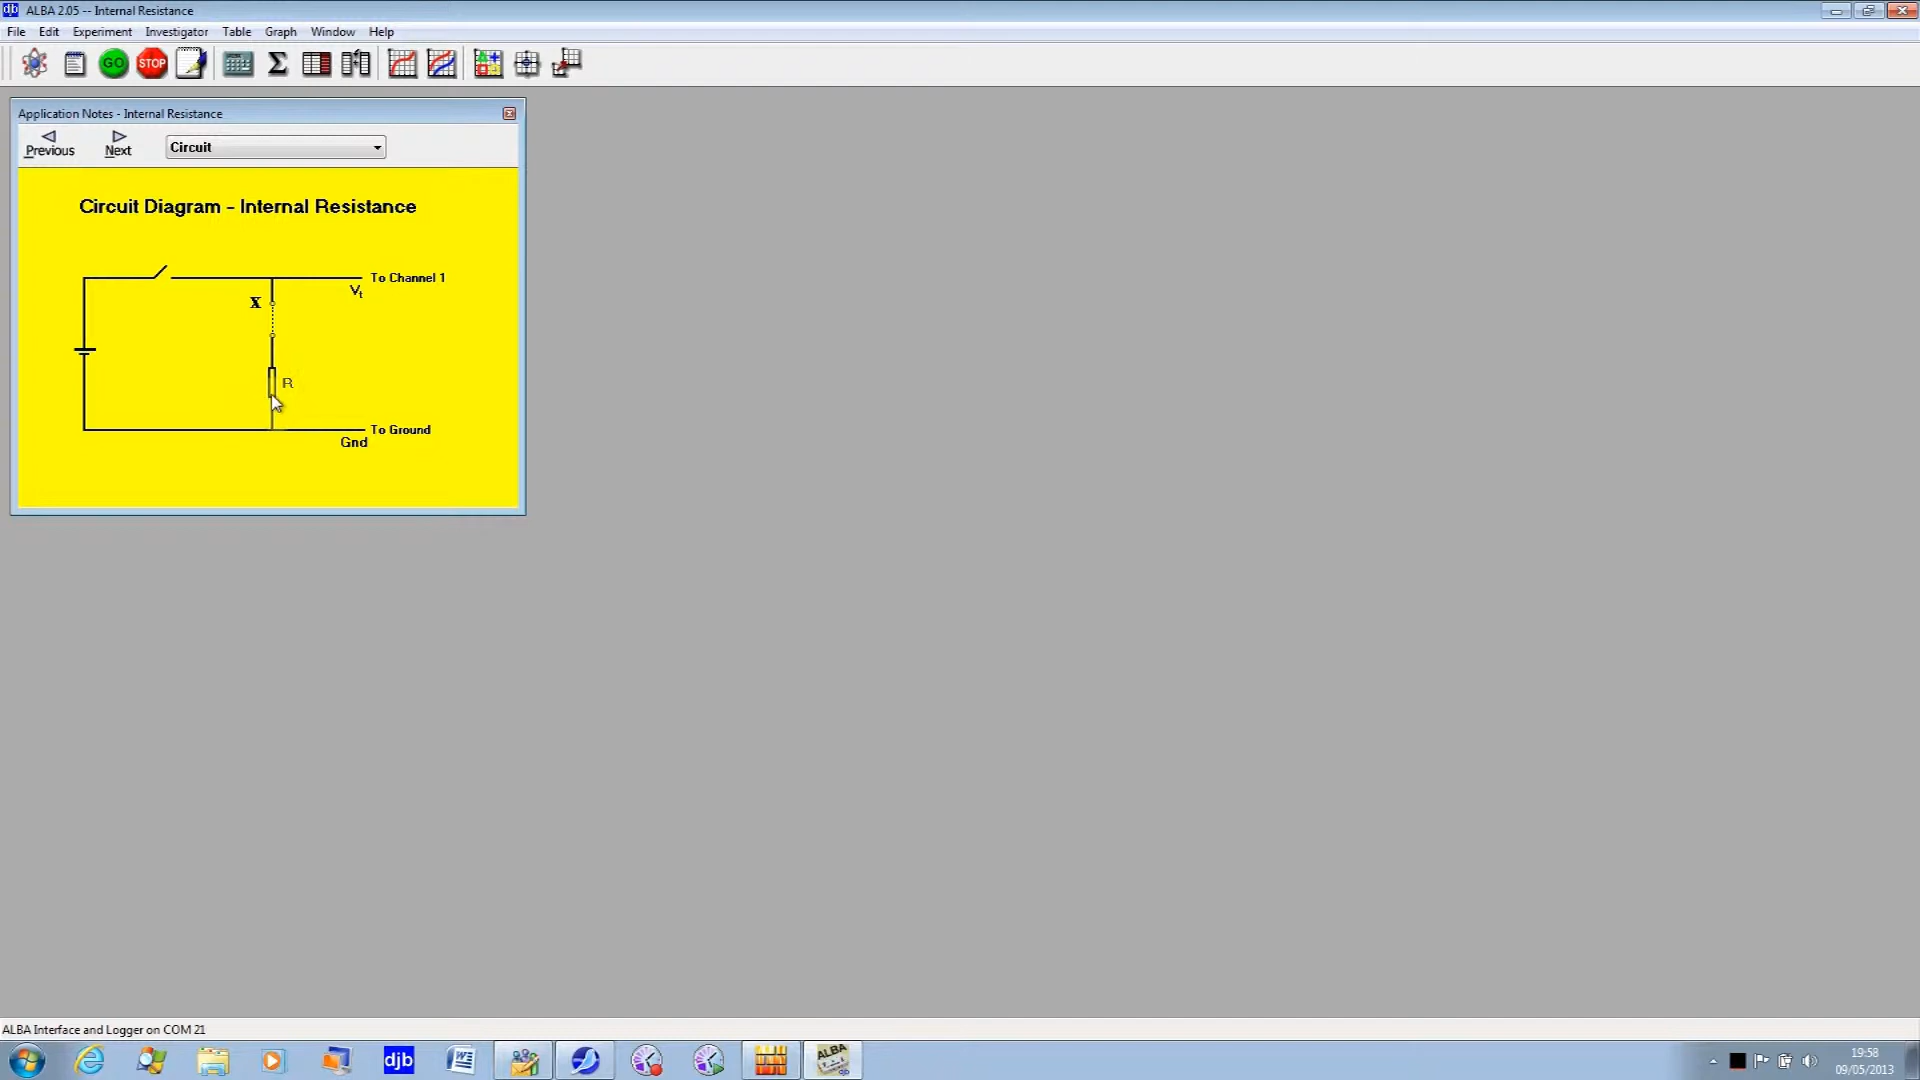 ALBA 2.05 -- Internal Resistance
File Edit Experiment Investigator Table Graph Window Help
GO STOP Σ
Application Notes - Internal Resistance
Previous Next Circuit
Circuit Diagram - Internal Resistance
To Channel 1
Vt
X
R
To Ground
Gnd
ALBA Interface and Logger on COM 21
djb ALBA
19:58
09/05/2013